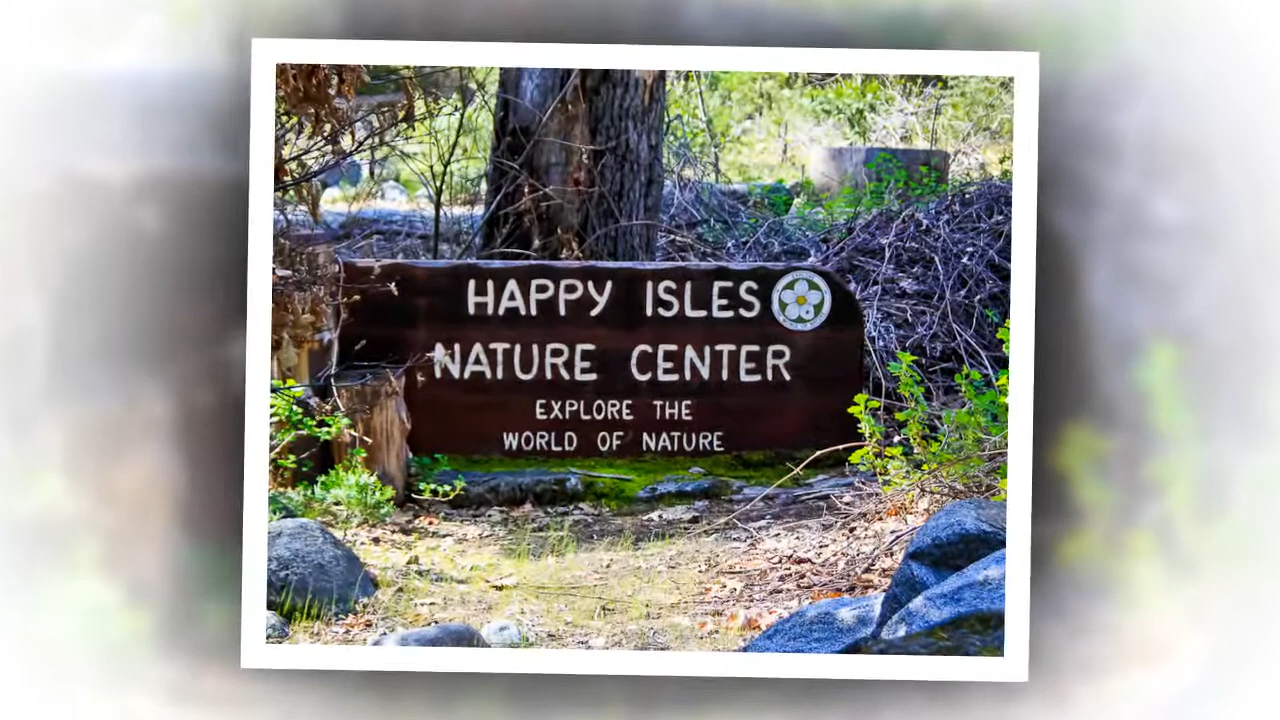 HAPPY ISLES
NATURE CENTER
EXPLORE THE
WORLD OF NATURE